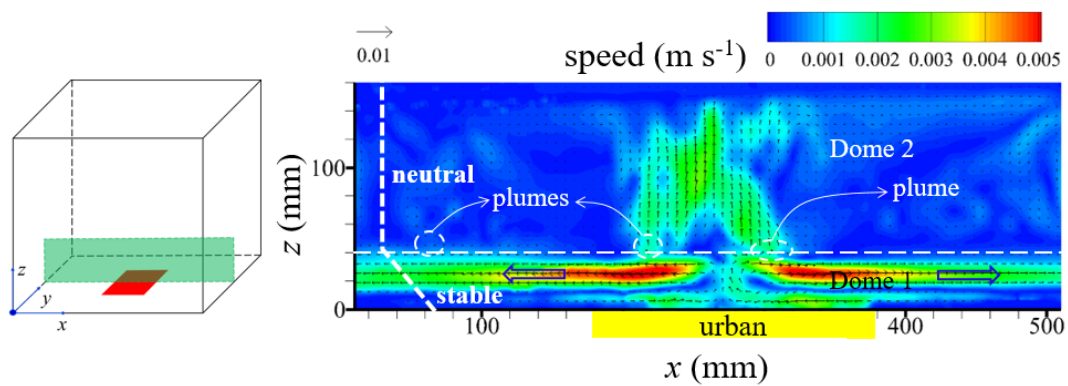 0.01
speed (m s⁻¹)
0 0.001 0.002 0.003 0.004 0.005
z
y
x
z (mm)
100
0
neutral
plumes
Dome 2
plume
stable
Dome 1
100 urban 400 500
x (mm)